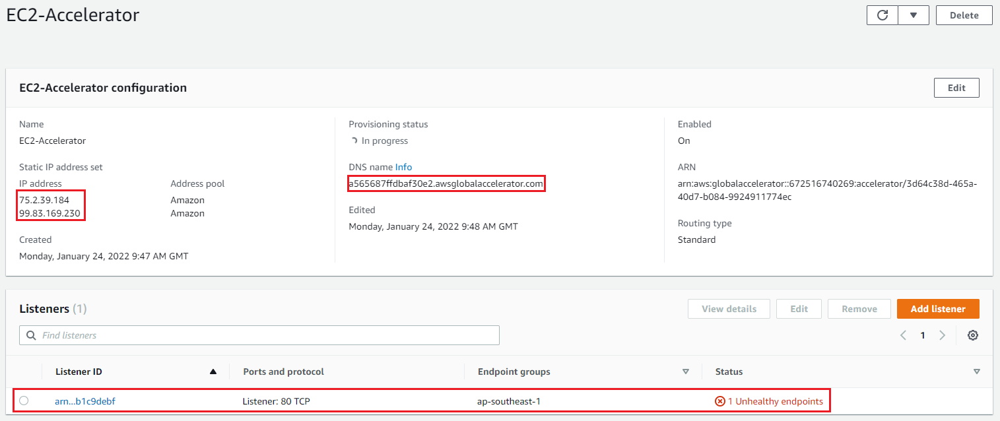 EC2-Accelerator
Delete
EC2-Accelerator configuration
Edit
Name
EC2-Accelerator
Static IP address set
IP address Address pool
75.2.39.184 Amazon
99.83.169.230 Amazon
Created
Monday, January 24, 2022 9:47 AM GMT
Provisioning status
In progress
DNS name Info
a565687ffdbaf30e2.awsglobalaccelerator.com
Edited
Monday, January 24, 2022 9:48 AM GMT
Enabled
On
ARN
arn:aws:globalaccelerator::672516740269:accelerator/3d64c38d-465a-
40d7-b084-9924911774ec
Routing type
Standard
Listeners (1)
View details Edit Remove Add listener
Find listeners
1
Listener ID Ports and protocol Endpoint groups Status
arn...b1c9debf Listener: 80 TCP ap-southeast-1 1 Unhealthy endpoints